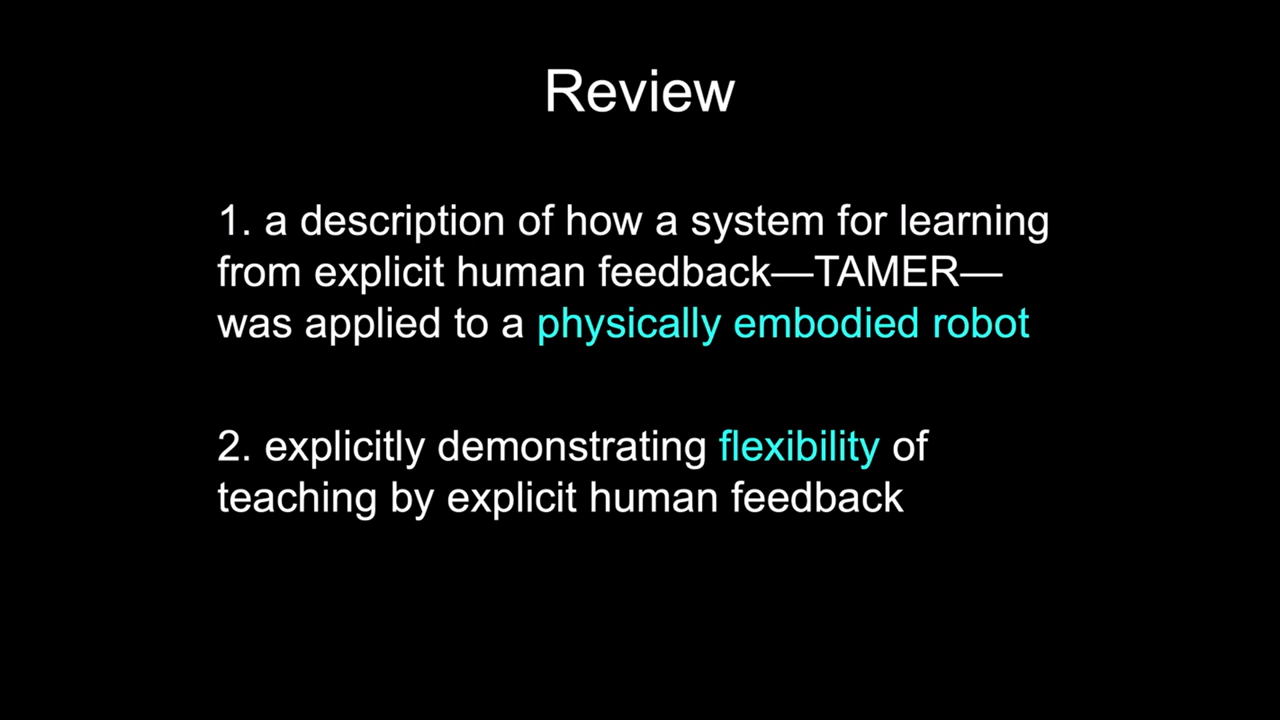 Review
1. a description of how a system for learning
from explicit human feedback—TAMER—
was applied to a physically embodied robot
2. explicitly demonstrating flexibility of
teaching by explicit human feedback